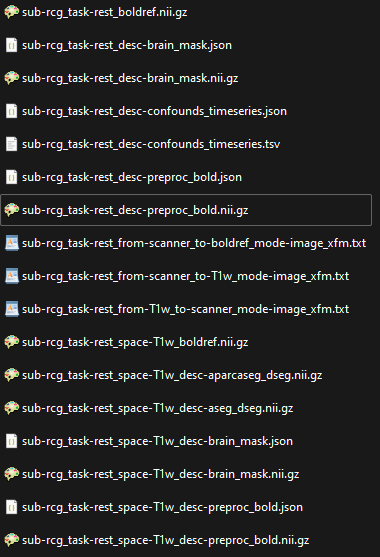 sub-rcg_task-rest_boldref.nii.gz
sub-rcg_task-rest_desc-brain_mask.json
sub-rcg_task-rest_desc-brain_mask.nii.gz
sub-rcg_task-rest_desc-confounds_timeseries.json
sub-rcg_task-rest_desc-confounds_timeseries.tsv
sub-rcg_task-rest_desc-preproc_bold.json
sub-rcg_task-rest_desc-preproc_bold.nii.gz
sub-rcg_task-rest_from-scanner_to-boldref_mode-image_xfm.txt
sub-rcg_task-rest_from-scanner_to-T1w_mode-image_xfm.txt
sub-rcg_task-rest_from-T1w_to-scanner_mode-image_xfm.txt
sub-rcg_task-rest_space-T1w_boldref.nii.gz
sub-rcg_task-rest_space-T1w_desc-aparcaseg_dseg.nii.gz
sub-rcg_task-rest_space-T1w_desc-aseg_dseg.nii.gz
sub-rcg_task-rest_space-T1w_desc-brain_mask.json
sub-rcg_task-rest_space-T1w_desc-brain_mask.nii.gz
sub-rcg_task-rest_space-T1w_desc-preproc_bold.json
sub-rcg_task-rest_space-T1w_desc-preproc_bold.nii.gz